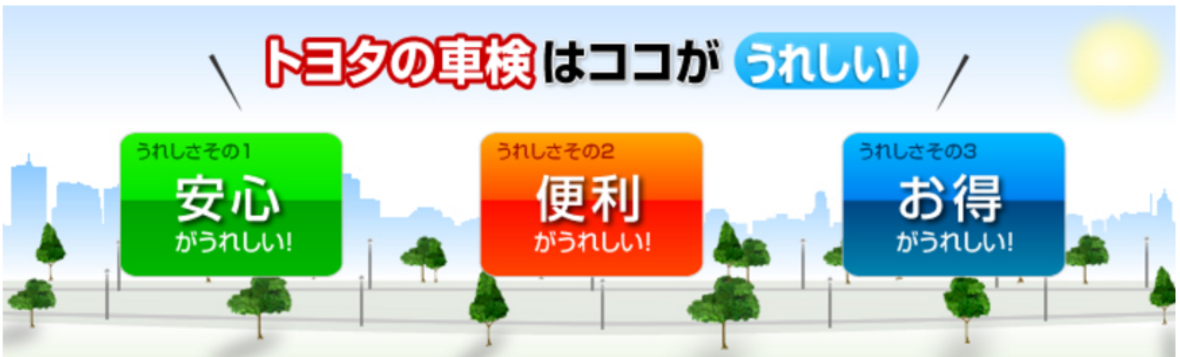 トヨタの車検はココがうれしい!
うれしさその1
安心
がうれしい!
うれしさその2
便利
がうれしい!
うれしさその3
お得
がうれしい!